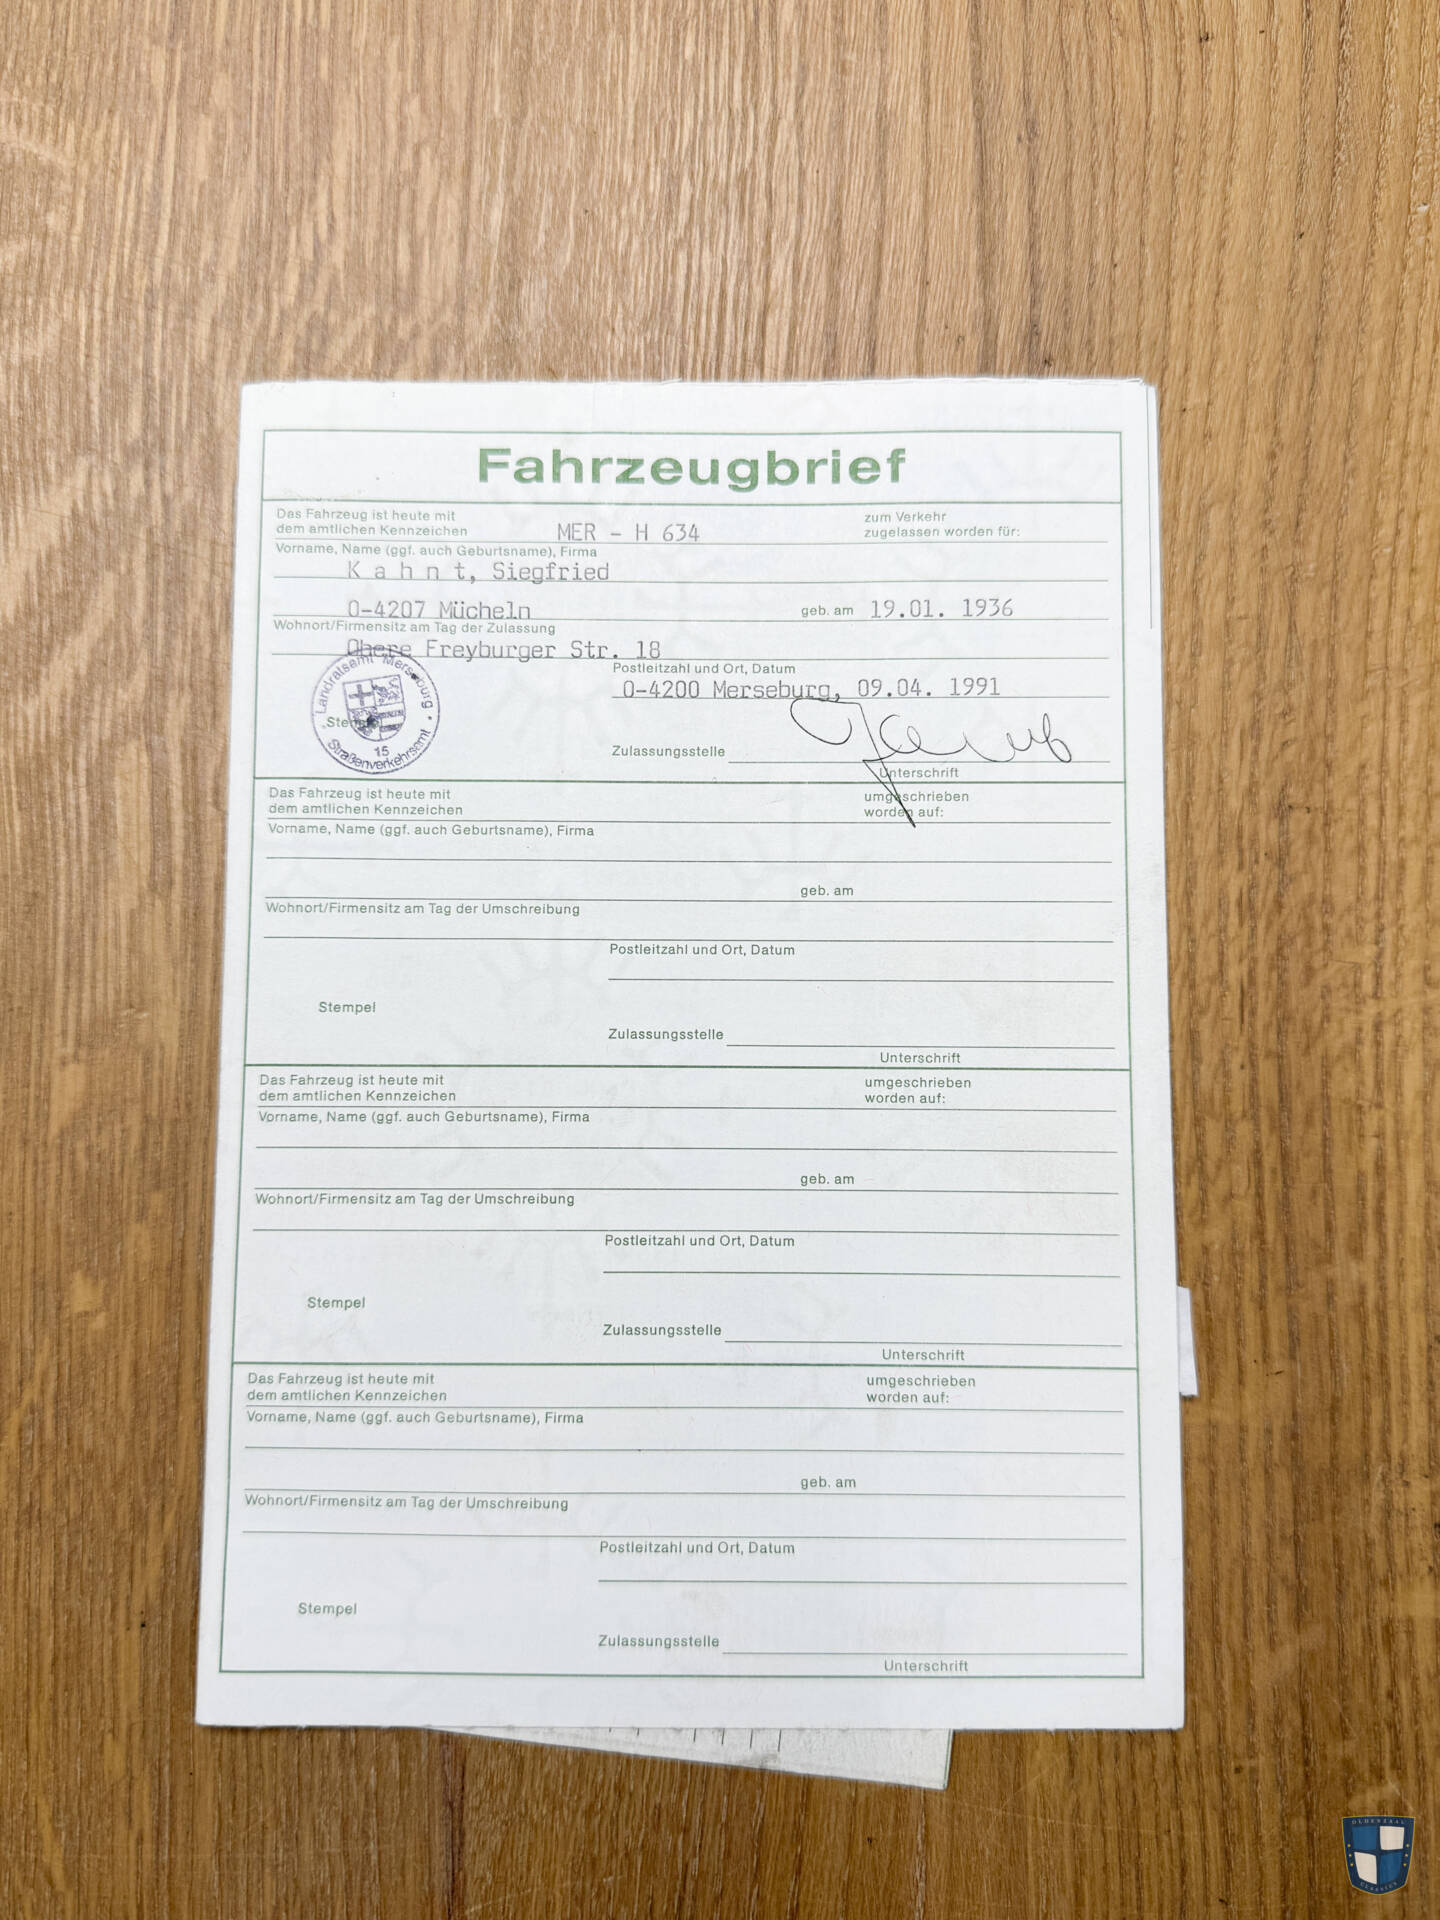 Fahrzeugbrief
Das Fahrzeug ist heute mit
dem amtlichen Kennzeichen MER - H 634 zum Verkehr
zugelassen worden für:
Vorname, Name (ggf. auch Geburtsname), Firma
K a h n t, Siegfried
O-4207 Mücheln geb. am 19.01. 1936
Wohnort/Firmensitz am Tag der Zulassung
Obere Freyburger Str. 18
Postleitzahl und Ort, Datum
O-4200 Merseburg, 09.04. 1991
Landratsamt Merseburg
Stempel
15
Straßenverkehrsamt
Zulassungsstelle
Unterschrift
Das Fahrzeug ist heute mit
dem amtlichen Kennzeichen
umgeschrieben
worden auf:
Vorname, Name (ggf. auch Geburtsname), Firma
geb. am
Wohnort/Firmensitz am Tag der Umschreibung
Postleitzahl und Ort, Datum
Stempel
Zulassungsstelle
Unterschrift
Das Fahrzeug ist heute mit
dem amtlichen Kennzeichen
umgeschrieben
worden auf:
Vorname, Name (ggf. auch Geburtsname), Firma
geb. am
Wohnort/Firmensitz am Tag der Umschreibung
Postleitzahl und Ort, Datum
Stempel
Zulassungsstelle
Unterschrift
Das Fahrzeug ist heute mit
dem amtlichen Kennzeichen
umgeschrieben
worden auf:
Vorname, Name (ggf. auch Geburtsname), Firma
geb. am
Wohnort/Firmensitz am Tag der Umschreibung
Postleitzahl und Ort, Datum
Stempel
Zulassungsstelle
Unterschrift
OLDENZAAL
CLASSICS